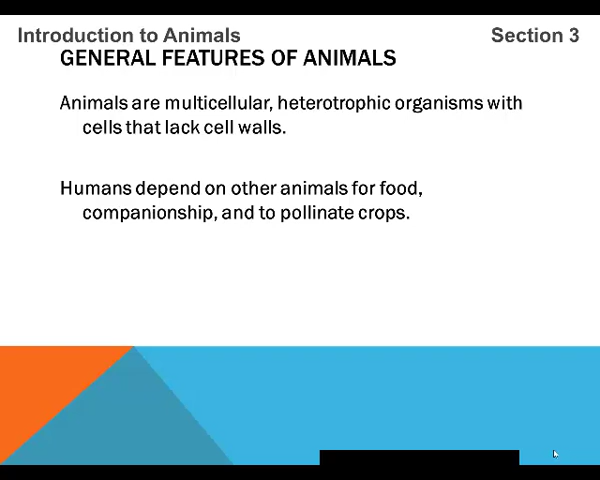 Introduction to Animals Section 3
GENERAL FEATURES OF ANIMALS
Animals are multicellular, heterotrophic organisms with
cells that lack cell walls.
Humans depend on other animals for food,
companionship, and to pollinate crops.